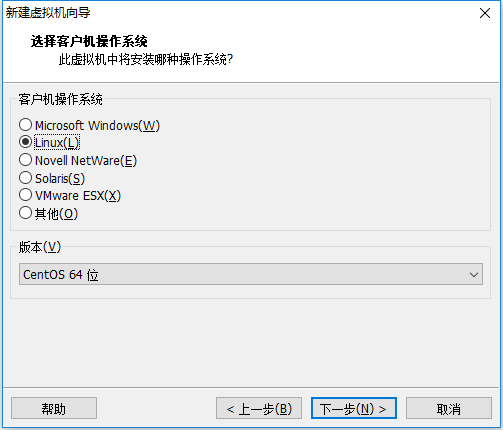 新建虚拟机向导
选择客户机操作系统
此虚拟机中将安装哪种操作系统?
客户机操作系统
Microsoft Windows(W)
Linux(L)
Novell NetWare(E)
Solaris(S)
VMware ESX(X)
其他(O)
版本(V)
CentOS 64 位
帮助
< 上一步(B)
下一步(N) >
取消